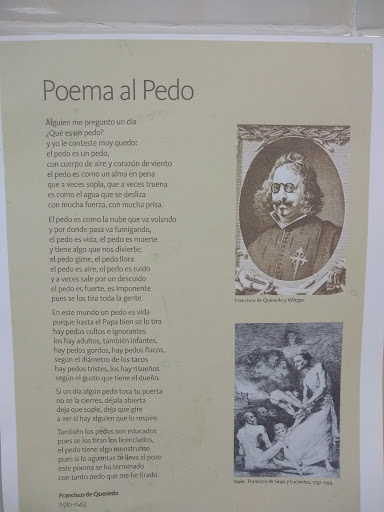 Poema al Pedo
Alguien me pregunto un día
¿Qué es un pedo?
y yo le conteste muy quedo:
el pedo es un pedo,
con cuerpo de aire y corazón de viento
el pedo es como un alma en pena
que a veces sopla, que a veces truena
es como el agua que se desliza
con mucha fuerza, con mucha prisa.
El pedo es como la nube que va volando
y por donde pasa va fumigando,
el pedo es vida, el pedo es muerte
y tiene algo que nos divierte;
el pedo gime, el pedo llora
el pedo es aire, el pedo es ruido
y a veces sale por un descuido
el pedo es fuerte, es imponente
pues se los tira toda la gente.
En este mundo un pedo es vida
porque hasta el Papa bien se lo tira
hay pedos cultos e ignorantes
los hay adultos, también infantes,
hay pedos gordos, hay pedos flacos,
según el diámetro de los tacos
hay pedos tristes, los hay risueños
según el gusto que tiene el dueño.
Si un día algún pedo toca tu puerta
no se la cierres, déjala abierta
deja que sople, deja que gire
a ver si hay alguien que lo respire.
También los pedos son educados
pues se los tiran los licenciados,
el pedo tiene algo monstruoso
pues si lo aguantas te lleva al pozo
este poema se ha terminado
con tanto pedo que me he tirado.
Francisco de Quevedo
(1580-1645)
Francisco de Quevedo y Villegas
Francisco de Goya y Lucientes, 1797-1799